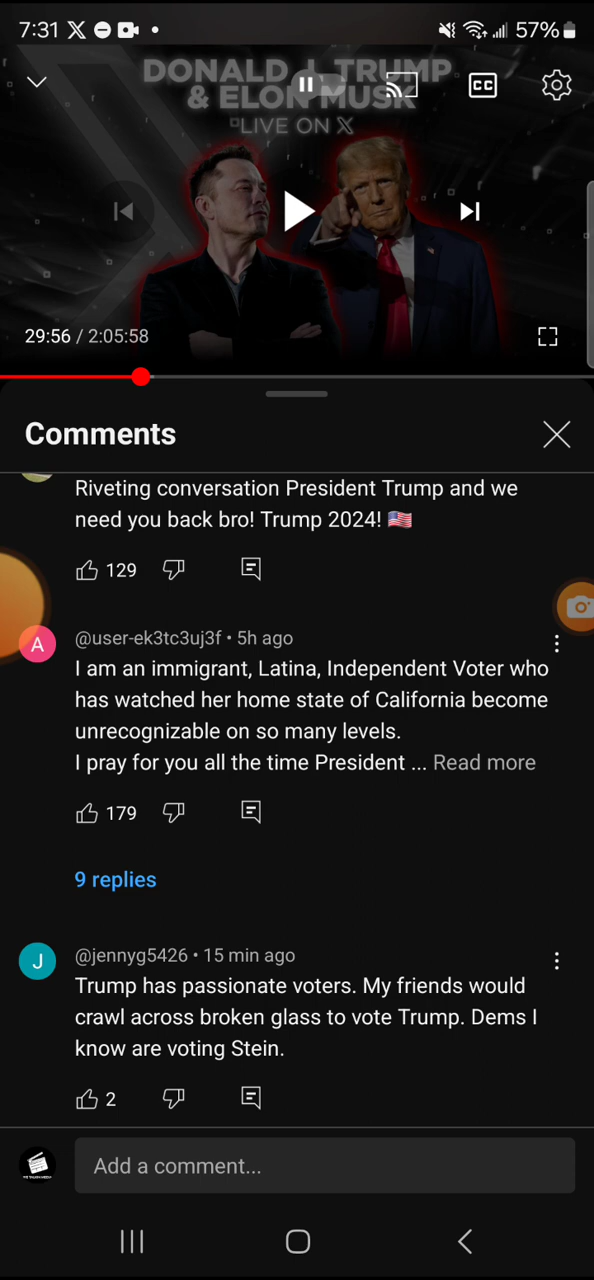 7:31 57%
DONALD J. TRUMP
& ELON MUSK
LIVE ON X
CC
29:56 / 2:05:58
Comments
Riveting conversation President Trump and we
need you back bro! Trump 2024! 🇺🇸
129
A
@user-ek3tc3uj3f • 5h ago
I am an immigrant, Latina, Independent Voter who
has watched her home state of California become
unrecognizable on so many levels.
I pray for you all the time President ... Read more
179
9 replies
J
@jennyg5426 • 15 min ago
Trump has passionate voters. My friends would
crawl across broken glass to vote Trump. Dems I
know are voting Stein.
2
Add a comment...